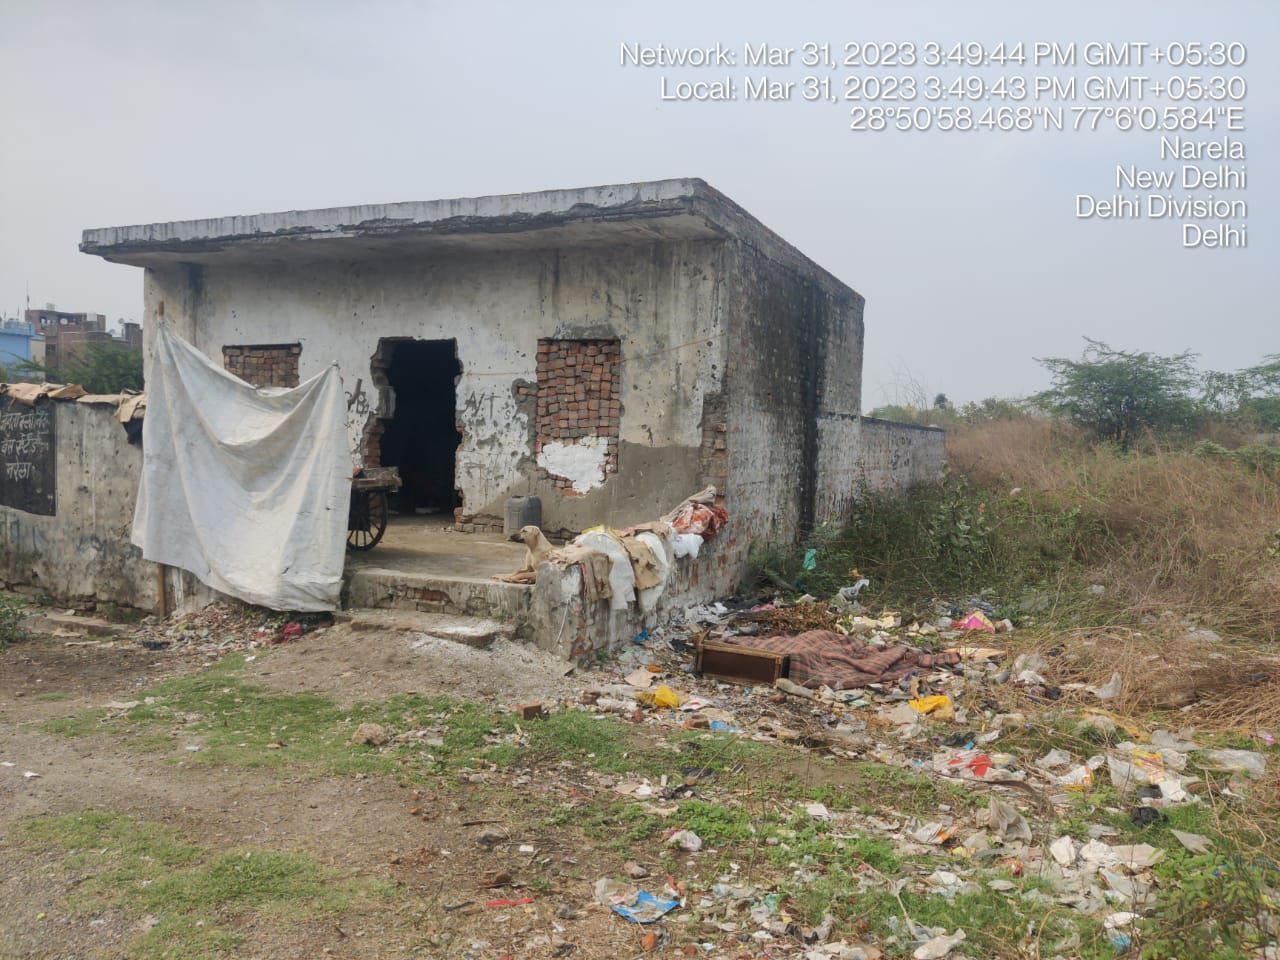 Network: Mar 31, 2023 3:49:44 PM GMT+05:30
Local: Mar 31, 2023 3:49:43 PM GMT+05:30
28°50'58.468"N 77°6'0.584"E
Narela
New Delhi
Delhi Division
Delhi
नरेला